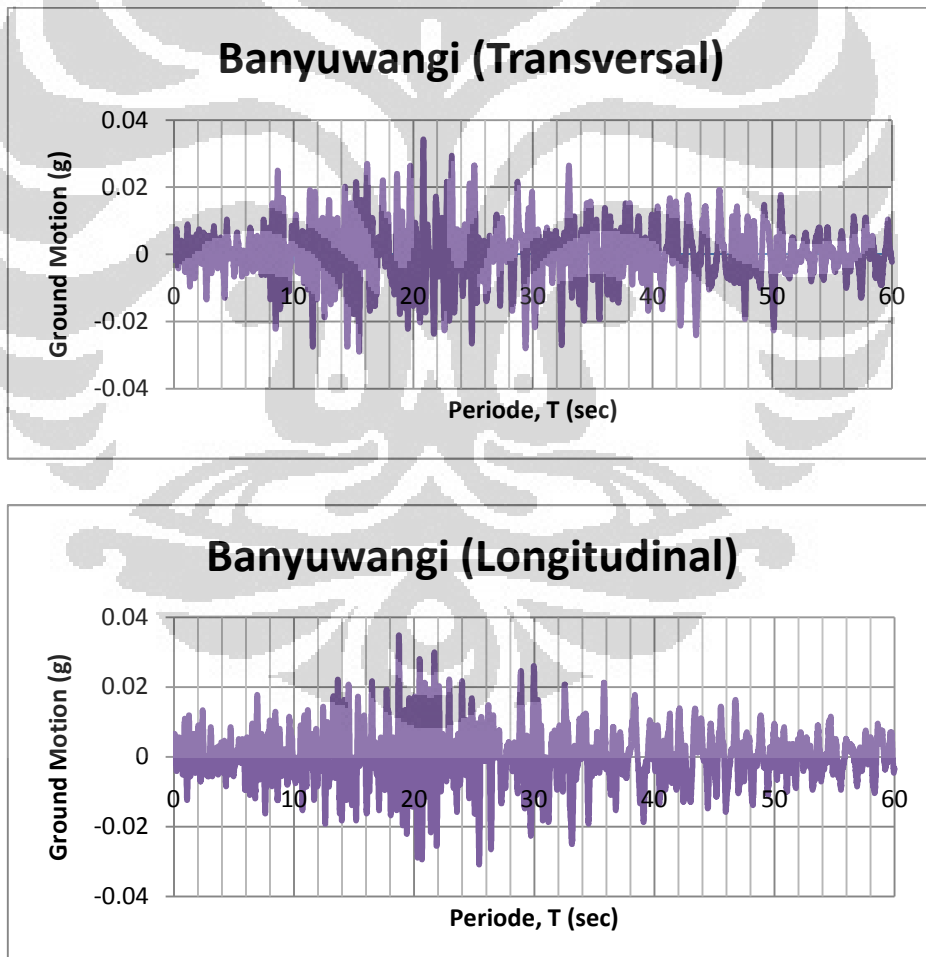 Banyuwangi (Transversal)
Ground Motion (g)
0.04
0.02
0
-0.02
-0.04
0 10 20 30 40 50 60
Periode, T (sec)
Banyuwangi (Longitudinal)
Ground Motion (g)
0.04
0.02
0
-0.02
-0.04
0 10 20 30 40 50 60
Periode, T (sec)